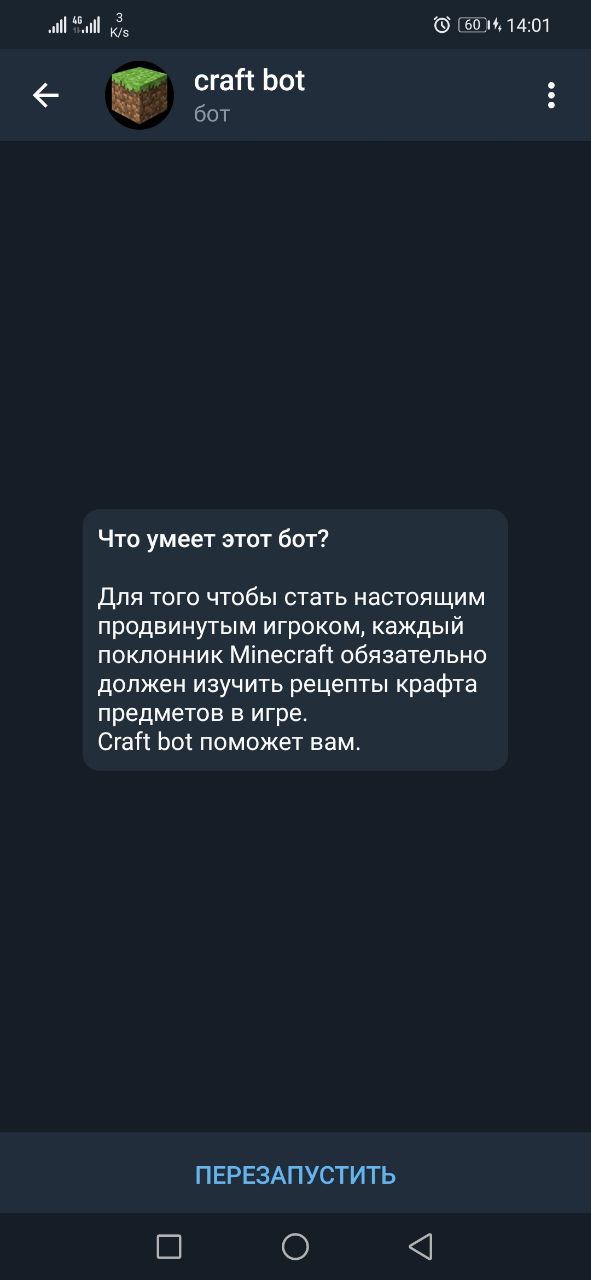 4G 3 K/s 60 14:01
craft bot
бот
Что умеет этот бот?
Для того чтобы стать настоящим
продвинутым игроком, каждый
поклонник Minecraft обязательно
должен изучить рецепты крафта
предметов в игре.
Craft bot поможет вам.
ПЕРЕЗАПУСТИТЬ